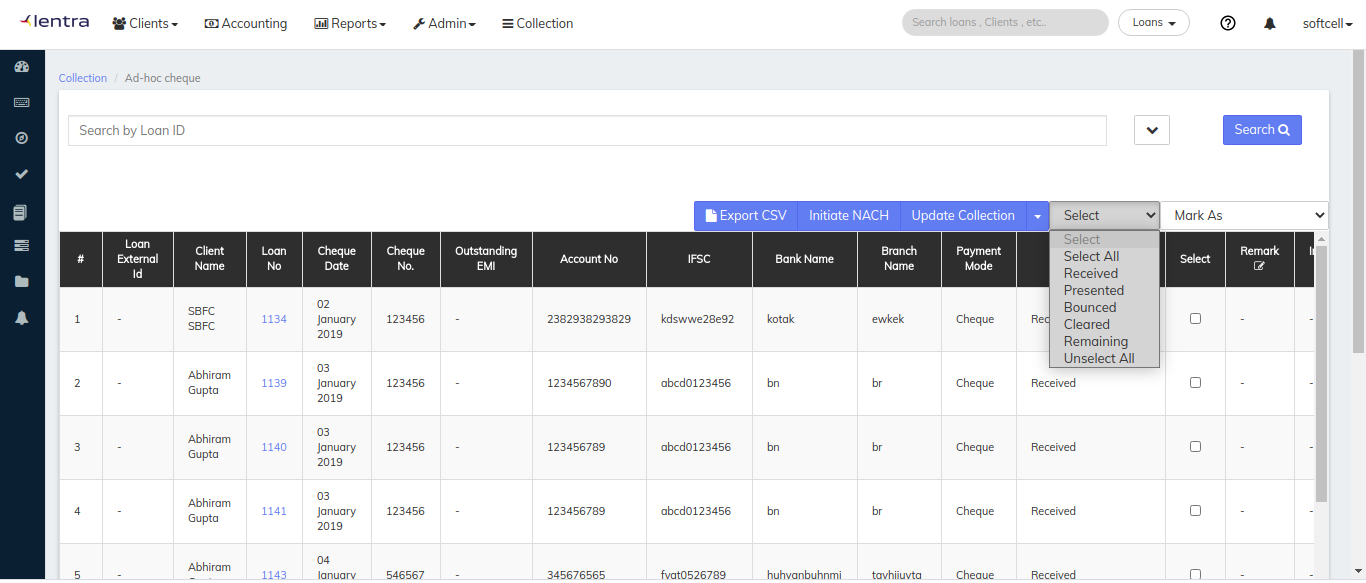 lentra Clients Accounting Reports Admin Collection Search loans , Clients , etc.. Loans softcell
Collection / Ad-hoc cheque
Search by Loan ID Search
Export CSV Initiate NACH Update Collection Select Mark As
Select
Select All
Received
Presented
Bounced
Cleared
Remaining
Unselect All
# Loan External Id Client Name Loan No Cheque Date Cheque No. Outstanding EMI Account No IFSC Bank Name Branch Name Payment Mode Select Remark
1 - SBFC SBFC 1134 02 January 2019 123456 - 2382938293829 kdswwe28e92 kotak ewkek Cheque Rec - -
2 - Abhiram Gupta 1139 03 January 2019 123456 - 1234567890 abcd0123456 bn br Cheque Received - -
3 - Abhiram Gupta 1140 03 January 2019 123456 - 123456789 abcd0123456 bn br Cheque Received - -
4 - Abhiram Gupta 1141 03 January 2019 123456 - 123456789 abcd0123456 bn br Cheque Received - -
5 - Abhiram 1143 04 January 546567 - 345676565 Cheque Received - -